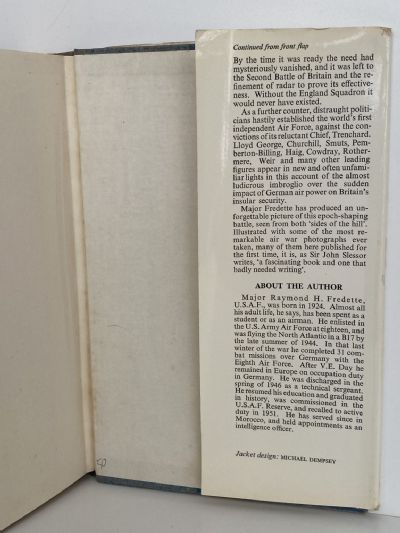 Continued from front flap
By the time it was ready the need had
mysteriously vanished, and it was left to
the Second Battle of Britain and the re-
finement of radar to prove its effective-
ness. Without the England Squadron it
would never have existed.
As a further counter, distraught politi-
cians hastily established the world's first
independent Air Force, against the con-
victions of its reluctant Chief, Trenchard.
Lloyd George, Churchill, Smuts, Pem-
berton-Billing, Haig, Cowdray, Rother-
mere, Weir and many other leading
figures appear in new and often unfami-
liar lights in this account of the almost
ludicrous imbroglio over the sudden
impact of German air power on Britain's
insular security.
Major Fredette has produced an un-
forgettable picture of this epoch-shaping
battle, seen from both 'sides of the hill'.
Illustrated with some of the most re-
markable air war photographs ever
taken, many of them here published for
the first time, it is, as Sir John Slessor
writes, 'a fascinating book and one that
badly needed writing'.
ABOUT THE AUTHOR
Major Raymond H. Fredette,
U.S.A.F., was born in 1924. Almost all
his adult life, he says, has been spent as a
student or as an airman. He enlisted in
the U.S. Army Air Force at eighteen, and
was flying the North Atlantic in a B17 by
the late summer of 1944. In that last
winter of the war he completed 31 com-
bat missions over Germany with the
Eighth Air Force. After V.E. Day he
remained in Europe on occupation duty
in Germany. He was discharged in the
spring of 1946 as a technical sergeant.
He resumed his education and graduated
in history, was commissioned in the
U.S.A.F. Reserve, and recalled to active
duty in 1951. He has served since in
Morocco, and held appointments as an
intelligence officer.
Jacket design: MICHAEL DEMPSEY